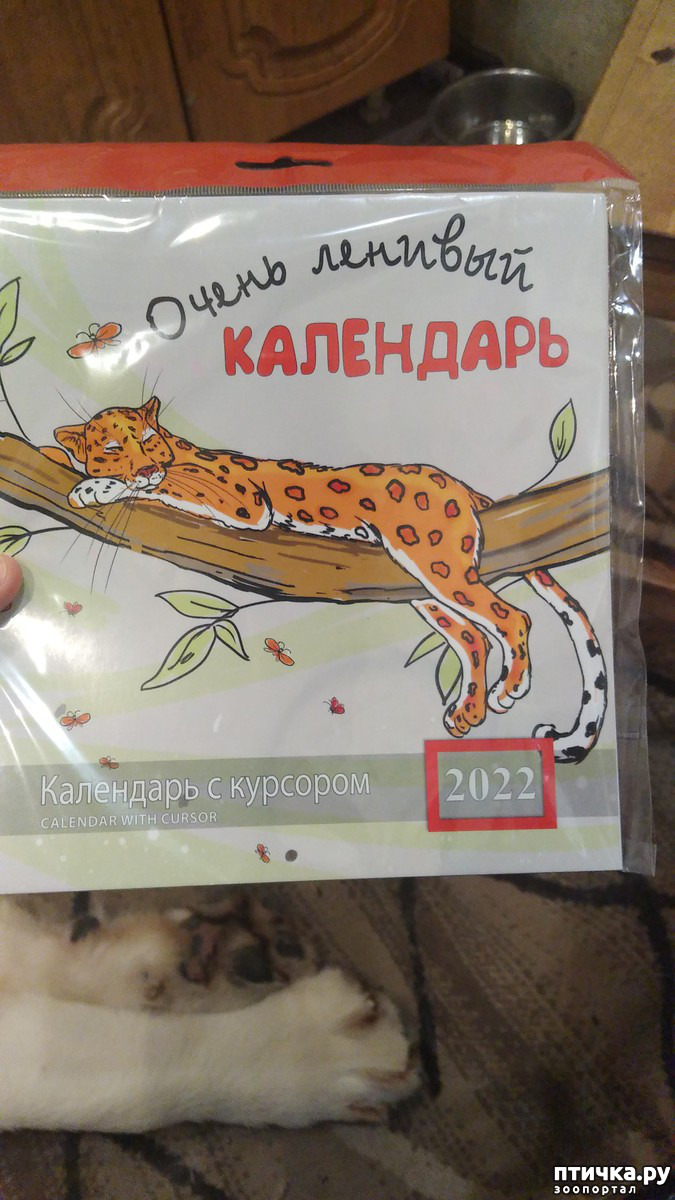 Очень ленивый
КАЛЕНДАРЬ
Календарь с курсором
CALENDAR WITH CURSOR
2022
птичка.ру
зоопортал